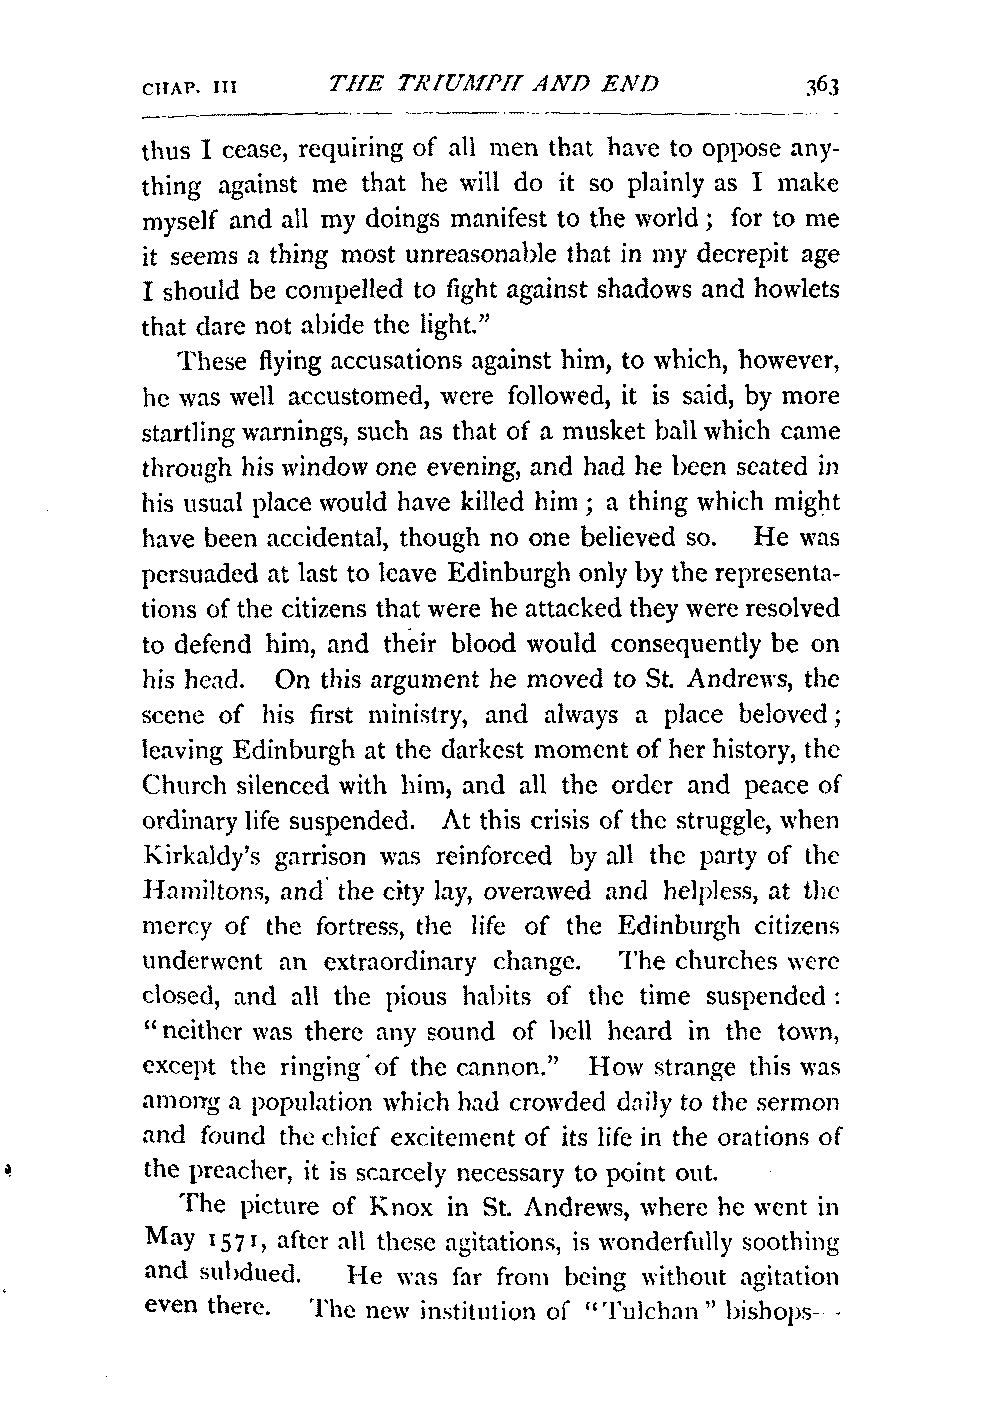 CHAP. III THE TRIUMPH AND END 363
thus I cease, requiring of all men that have to oppose any-
thing against me that he will do it so plainly as I make
myself and all my doings manifest to the world ; for to me
it seems a thing most unreasonable that in my decrepit age
I should be compelled to fight against shadows and howlets
that dare not abide the light.”
These flying accusations against him, to which, however,
he was well accustomed, were followed, it is said, by more
startling warnings, such as that of a musket ball which came
through his window one evening, and had he been seated in
his usual place would have killed him ; a thing which might
have been accidental, though no one believed so. He was
persuaded at last to leave Edinburgh only by the representa-
tions of the citizens that were he attacked they were resolved
to defend him, and their blood would consequently be on
his head. On this argument he moved to St. Andrews, the
scene of his first ministry, and always a place beloved ;
leaving Edinburgh at the darkest moment of her history, the
Church silenced with him, and all the order and peace of
ordinary life suspended. At this crisis of the struggle, when
Kirkaldy’s garrison was reinforced by all the party of the
Hamiltons, and the city lay, overawed and helpless, at the
mercy of the fortress, the life of the Edinburgh citizens
underwent an extraordinary change. The churches were
closed, and all the pious habits of the time suspended :
“neither was there any sound of bell heard in the town,
except the ringing of the cannon.” How strange this was
among a population which had crowded daily to the sermon
and found the chief excitement of its life in the orations of
the preacher, it is scarcely necessary to point out.
The picture of Knox in St. Andrews, where he went in
May 1571, after all these agitations, is wonderfully soothing
and subdued. He was far from being without agitation
even there. The new institution of “Tulchan” bishops-